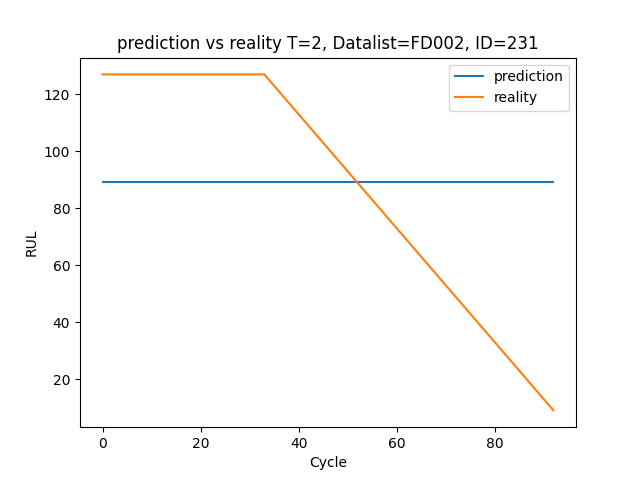 prediction vs reality T=2, Datalist=FD002, ID=231
prediction
reality
120
100
80
60
40
20
RUL
0 20 40 60 80
Cycle